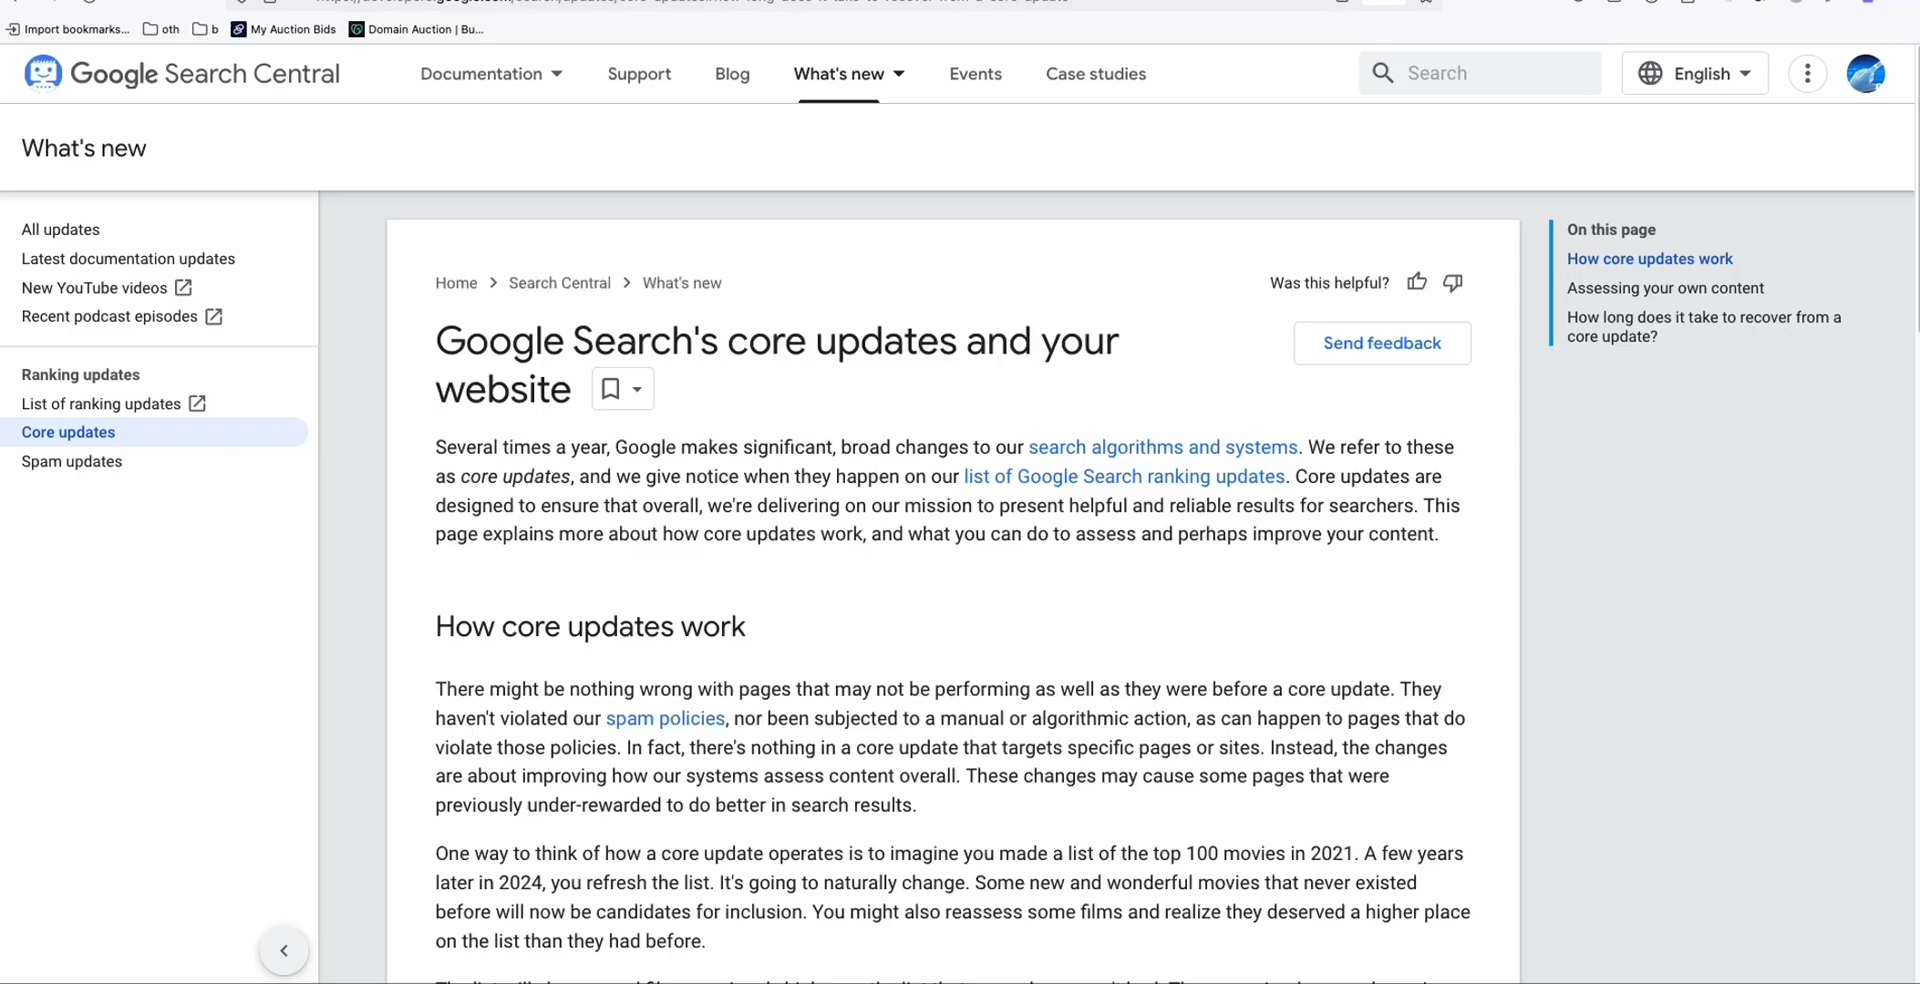 Import bookmarks...
oth
b
My Auction Bids
Domain Auction | Bu...
Google Search Central
Documentation
Support
Blog
What's new
Events
Case studies
Search
English
What's new
All updates
Latest documentation updates
New YouTube videos
Recent podcast episodes
Ranking updates
List of ranking updates
Core updates
Spam updates
Home > Search Central > What's new
Was this helpful?
Google Search's core updates and your
website
Send feedback
Several times a year, Google makes significant, broad changes to our search algorithms and systems. We refer to these
as core updates, and we give notice when they happen on our list of Google Search ranking updates. Core updates are
designed to ensure that overall, we're delivering on our mission to present helpful and reliable results for searchers. This
page explains more about how core updates work, and what you can do to assess and perhaps improve your content.
How core updates work
There might be nothing wrong with pages that may not be performing as well as they were before a core update. They
haven't violated our spam policies, nor been subjected to a manual or algorithmic action, as can happen to pages that do
violate those policies. In fact, there's nothing in a core update that targets specific pages or sites. Instead, the changes
are about improving how our systems assess content overall. These changes may cause some pages that were
previously under-rewarded to do better in search results.
One way to think of how a core update operates is to imagine you made a list of the top 100 movies in 2021. A few years
later in 2024, you refresh the list. It's going to naturally change. Some new and wonderful movies that never existed
before will now be candidates for inclusion. You might also reassess some films and realize they deserved a higher place
on the list than they had before.
On this page
How core updates work
Assessing your own content
How long does it take to recover from a
core update?